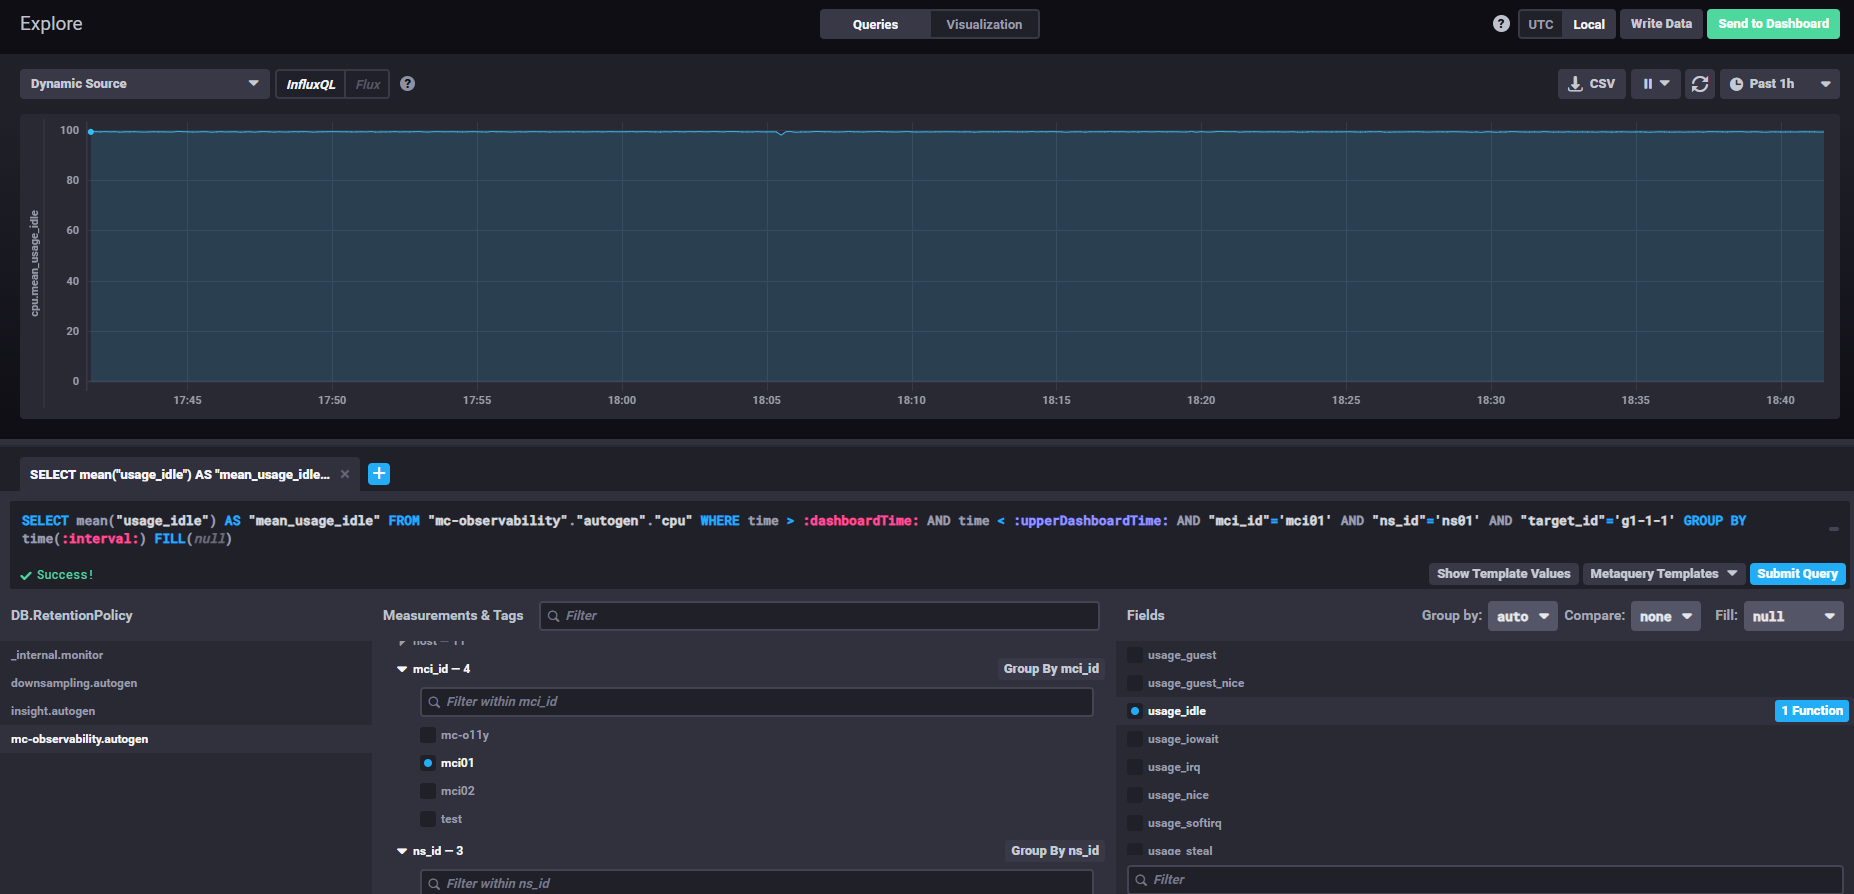 Explore
Queries
Visualization
?
UTC
Local
Write Data
Send to Dashboard
Dynamic Source
InfluxQL
Flux
?
CSV
Past 1h
cpu.mean_usage_idle
100
80
60
40
20
0
17:45
17:50
17:55
18:00
18:05
18:10
18:15
18:20
18:25
18:30
18:35
18:40
SELECT mean("usage_idle") AS "mean_usage_idle...
SELECT mean("usage_idle") AS "mean_usage_idle" FROM "mc-observability"."autogen"."cpu" WHERE time > :dashboardTime: AND time < :upperDashboardTime: AND "mci_id"='mci01' AND "ns_id"='ns01' AND "target_id"='g1-1-1' GROUP BY
time(:interval:) FILL(null)
Success!
Show Template Values
Metaquery Templates
Submit Query
DB.RetentionPolicy
_internal.monitor
downsampling.autogen
insight.autogen
mc-observability.autogen
Measurements & Tags
Filter
host — 11
mci_id — 4
Group By mci_id
Filter within mci_id
mc-o11y
mci01
mci02
test
ns_id — 3
Group By ns_id
Filter within ns_id
Fields
Group by:
auto
Compare:
none
Fill:
null
usage_guest
usage_guest_nice
usage_idle
1 Function
usage_iowait
usage_irq
usage_nice
usage_softirq
usage_steal
Filter